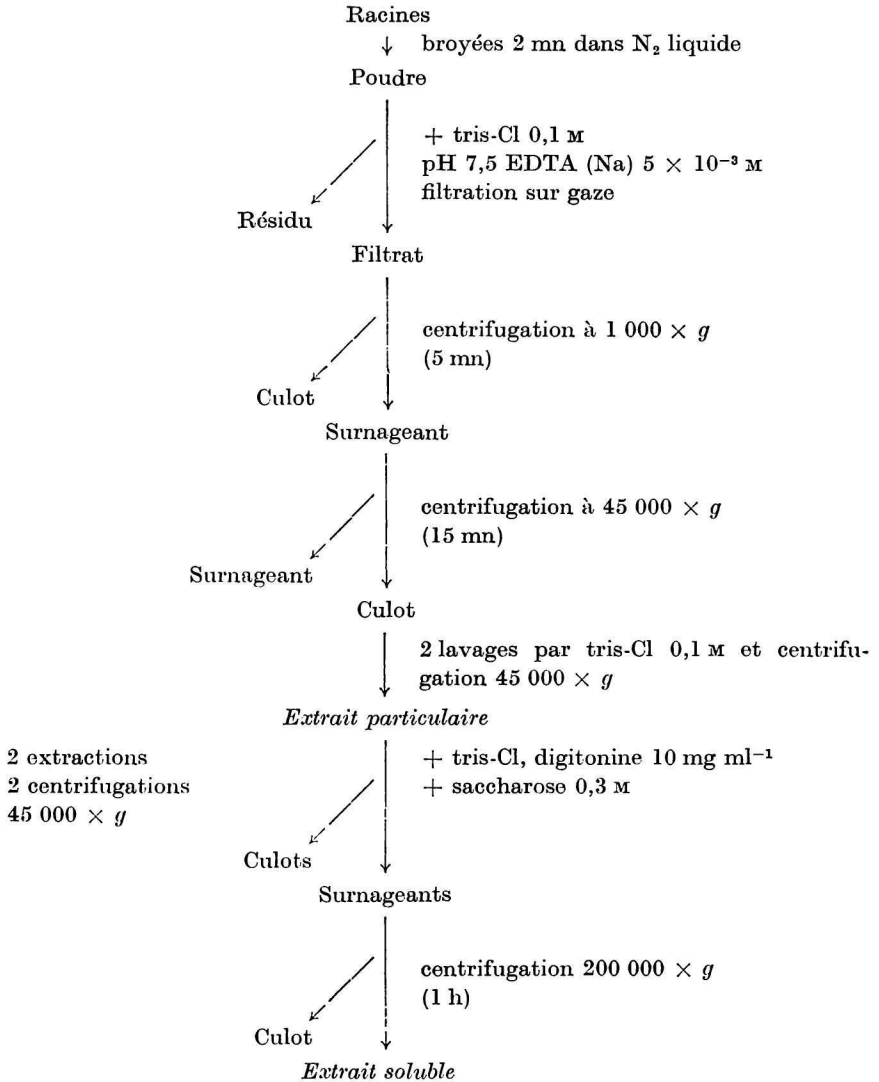 Racines
broyées 2 mn dans N₂ liquide
Poudre
+ tris-Cl 0,1 M
pH 7,5 EDTA (Na) 5 × 10⁻³ M
filtration sur gaze
Résidu
Filtrat
centrifugation à 1 000 × g
(5 mn)
Culot
Surnageant
centrifugation à 45 000 × g
(15 mn)
Surnageant
Culot
2 lavages par tris-Cl 0,1 M et centrifu-
gation 45 000 × g
Extrait particulaire
2 extractions
2 centrifugations
45 000 × g
+ tris-Cl, digitonine 10 mg ml⁻¹
+ saccharose 0,3 M
Culots
Surnageants
centrifugation 200 000 × g
(1 h)
Culot
Extrait soluble